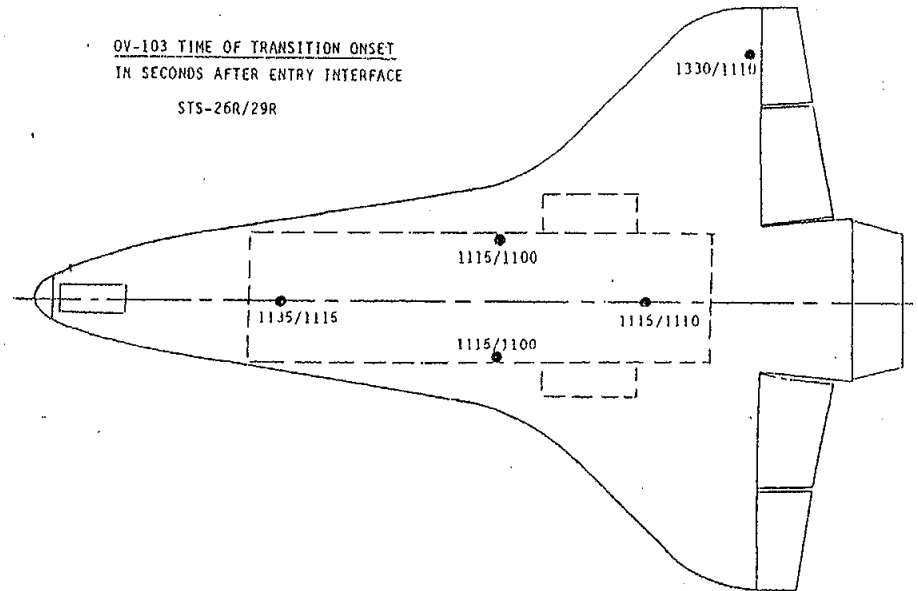 OV-103 TIME OF TRANSITION ONSET
IN SECONDS AFTER ENTRY INTERFACE
STS-26R/29R
1330/1110
1115/1100
1135/1115
1115/1110
1115/1100